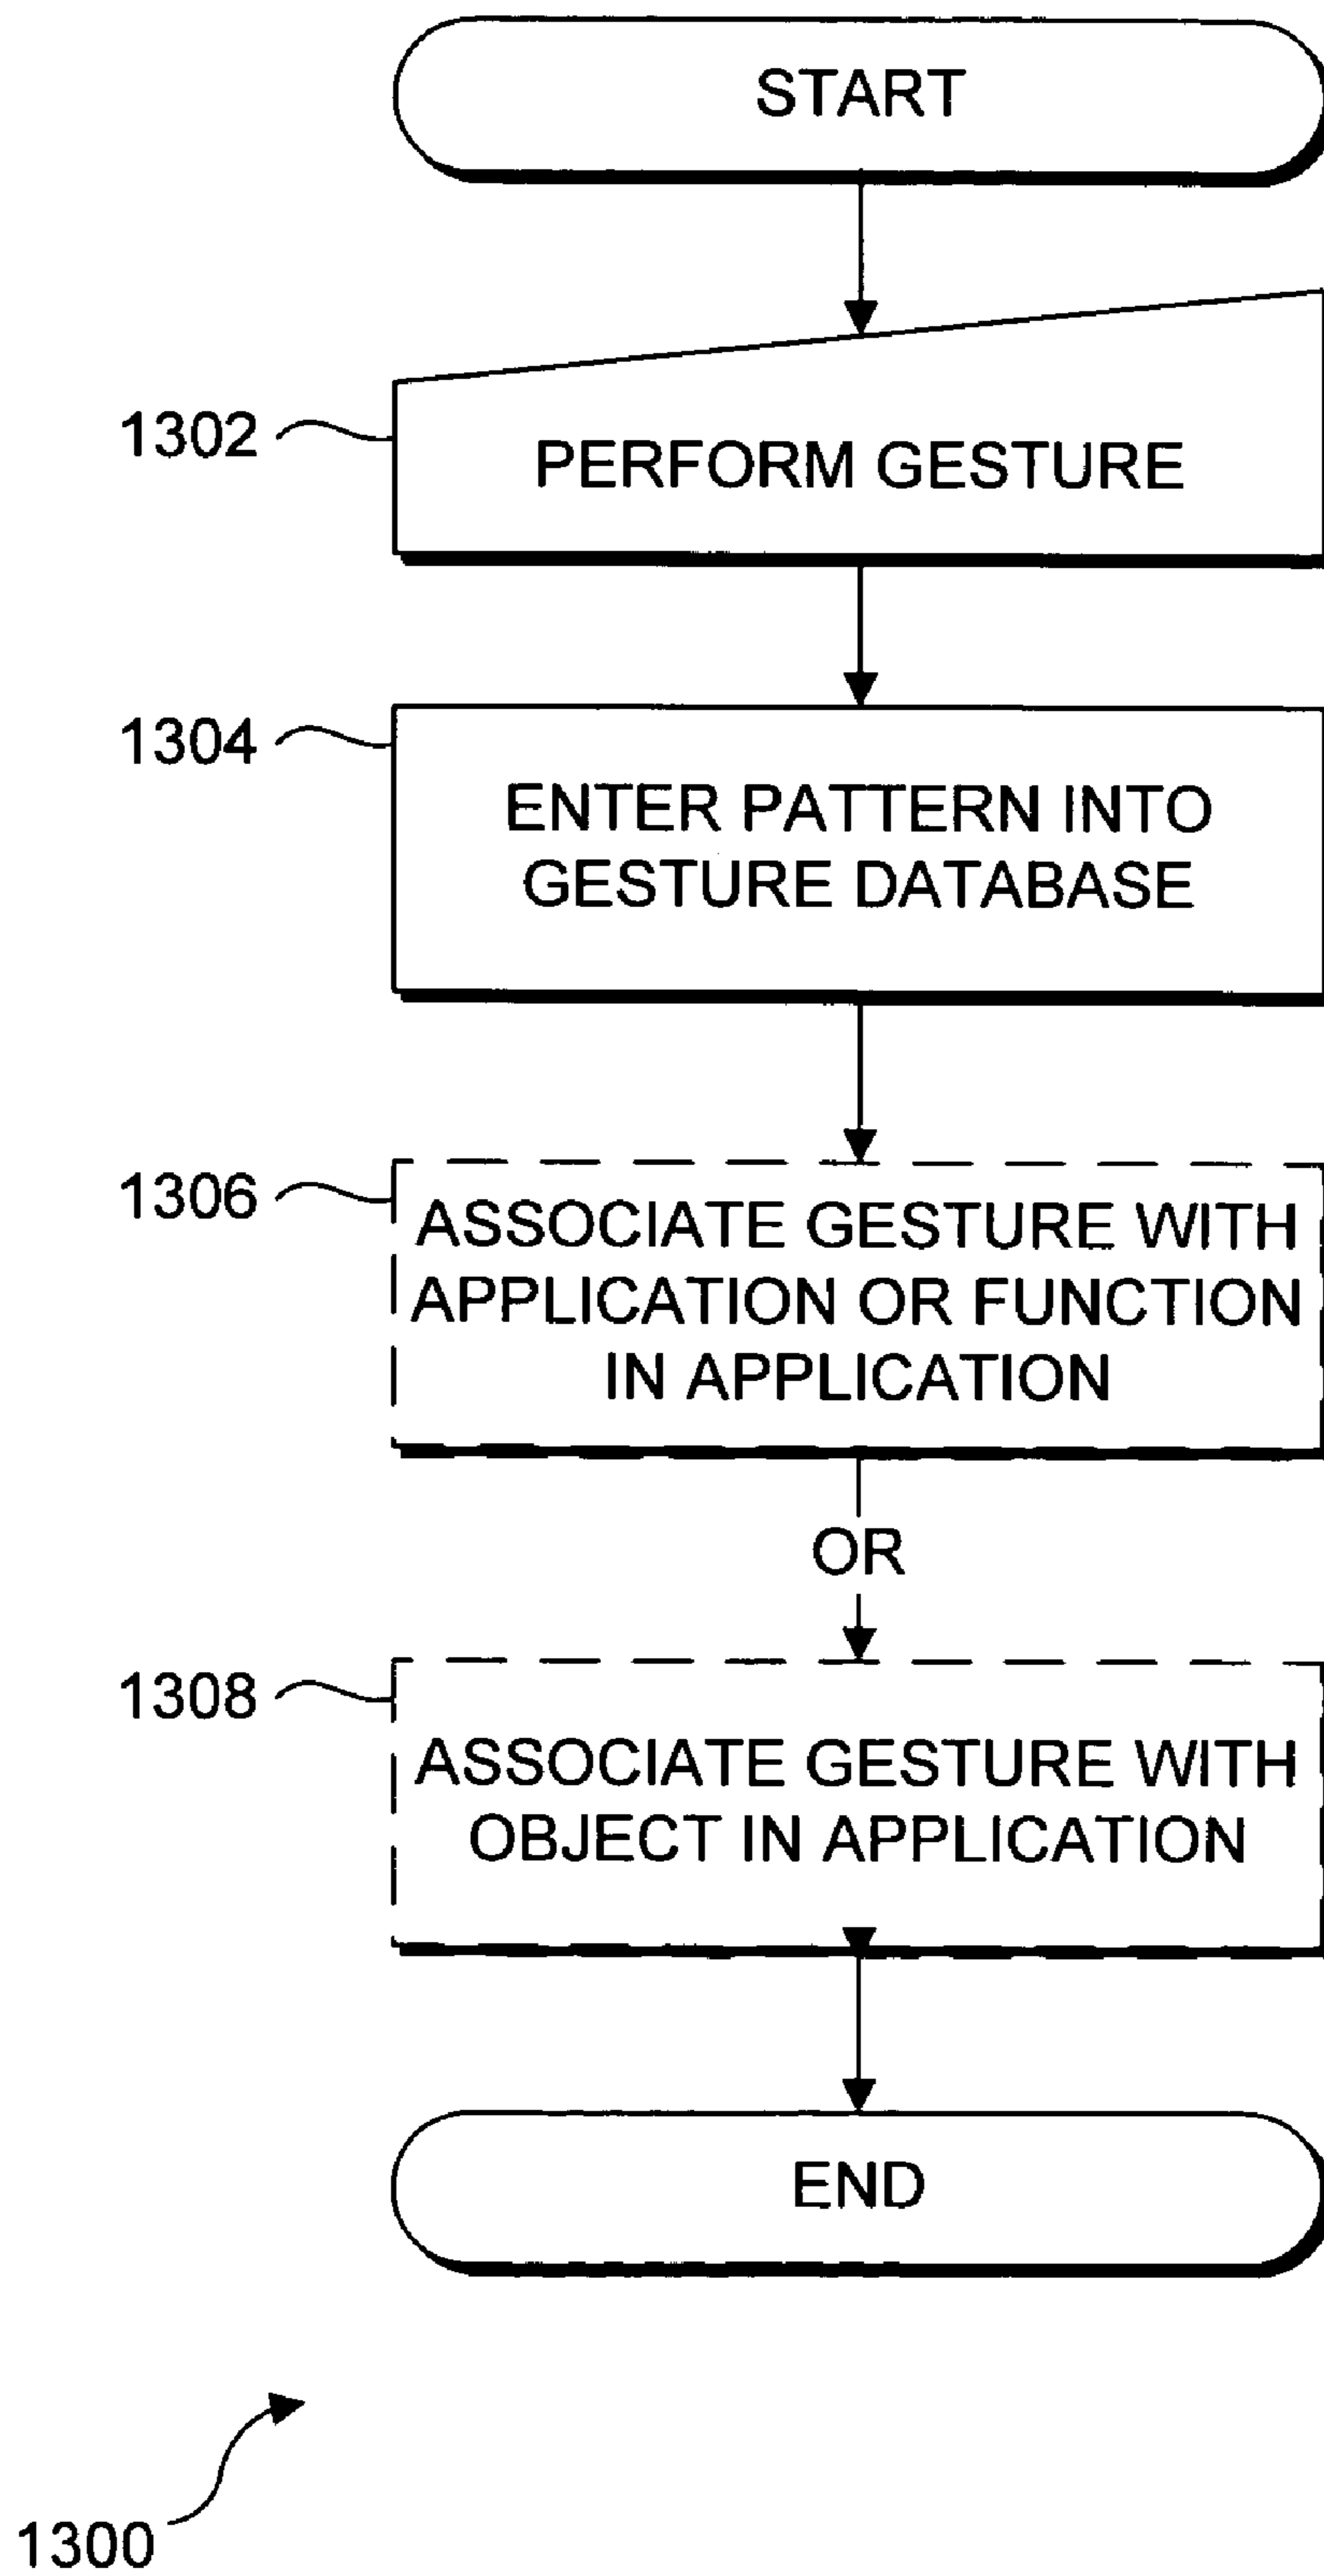 START
1302
PERFORM GESTURE
1304
ENTER PATTERN INTO
GESTURE DATABASE
1306
ASSOCIATE GESTURE WITH
APPLICATION OR FUNCTION
IN APPLICATION
OR
1308
ASSOCIATE GESTURE WITH
OBJECT IN APPLICATION
END
1300